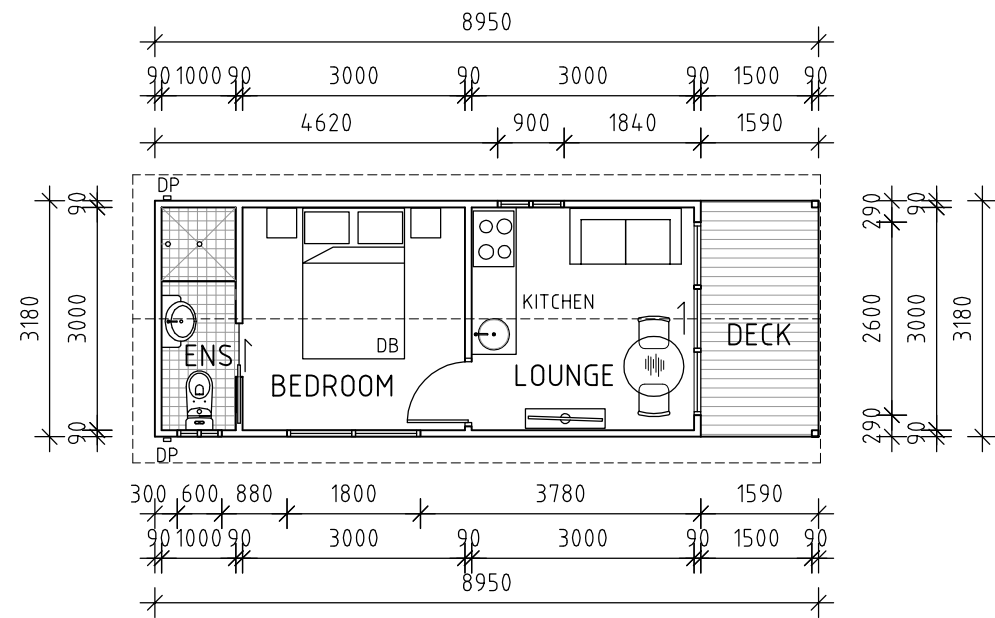 8950
90 1000 90 3000 90 3000 90 1500 90
4620 900 1840 1590
DP
90 290 90
3180 3000 KITCHEN 2600 3000 3180
DECK
DB
ENS
BEDROOM LOUNGE
90 290 90
DP
300 600 880 1800 3780 1590
90 1000 90 3000 90 3000 90 1500 90
8950